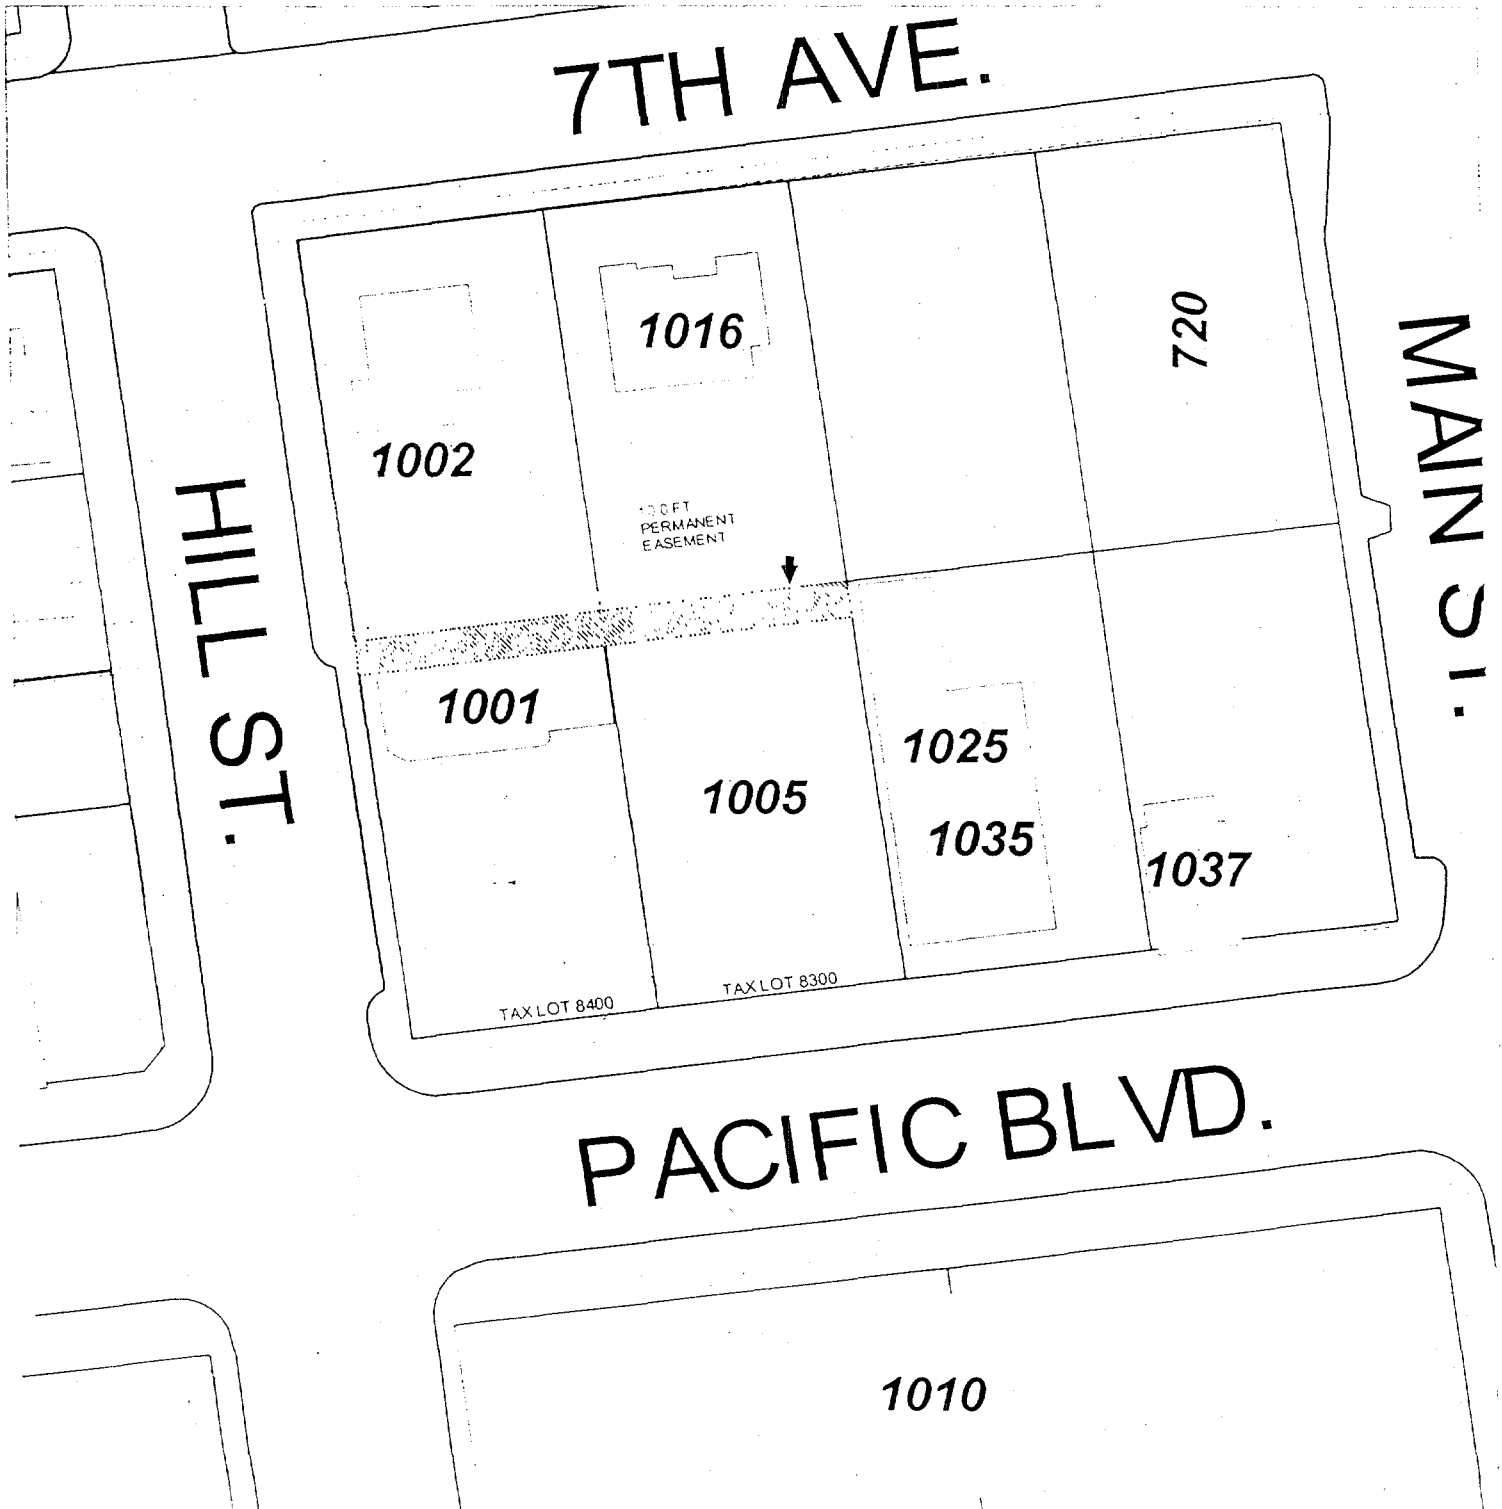 7TH AVE.
1016
720
MAIN ST.
1002
HILL ST.
PERMANENT
EASEMENT
1001
1025
1005
1035
1037
TAX LOT 8400
TAX LOT 8300
PACIFIC BLVD.
1010